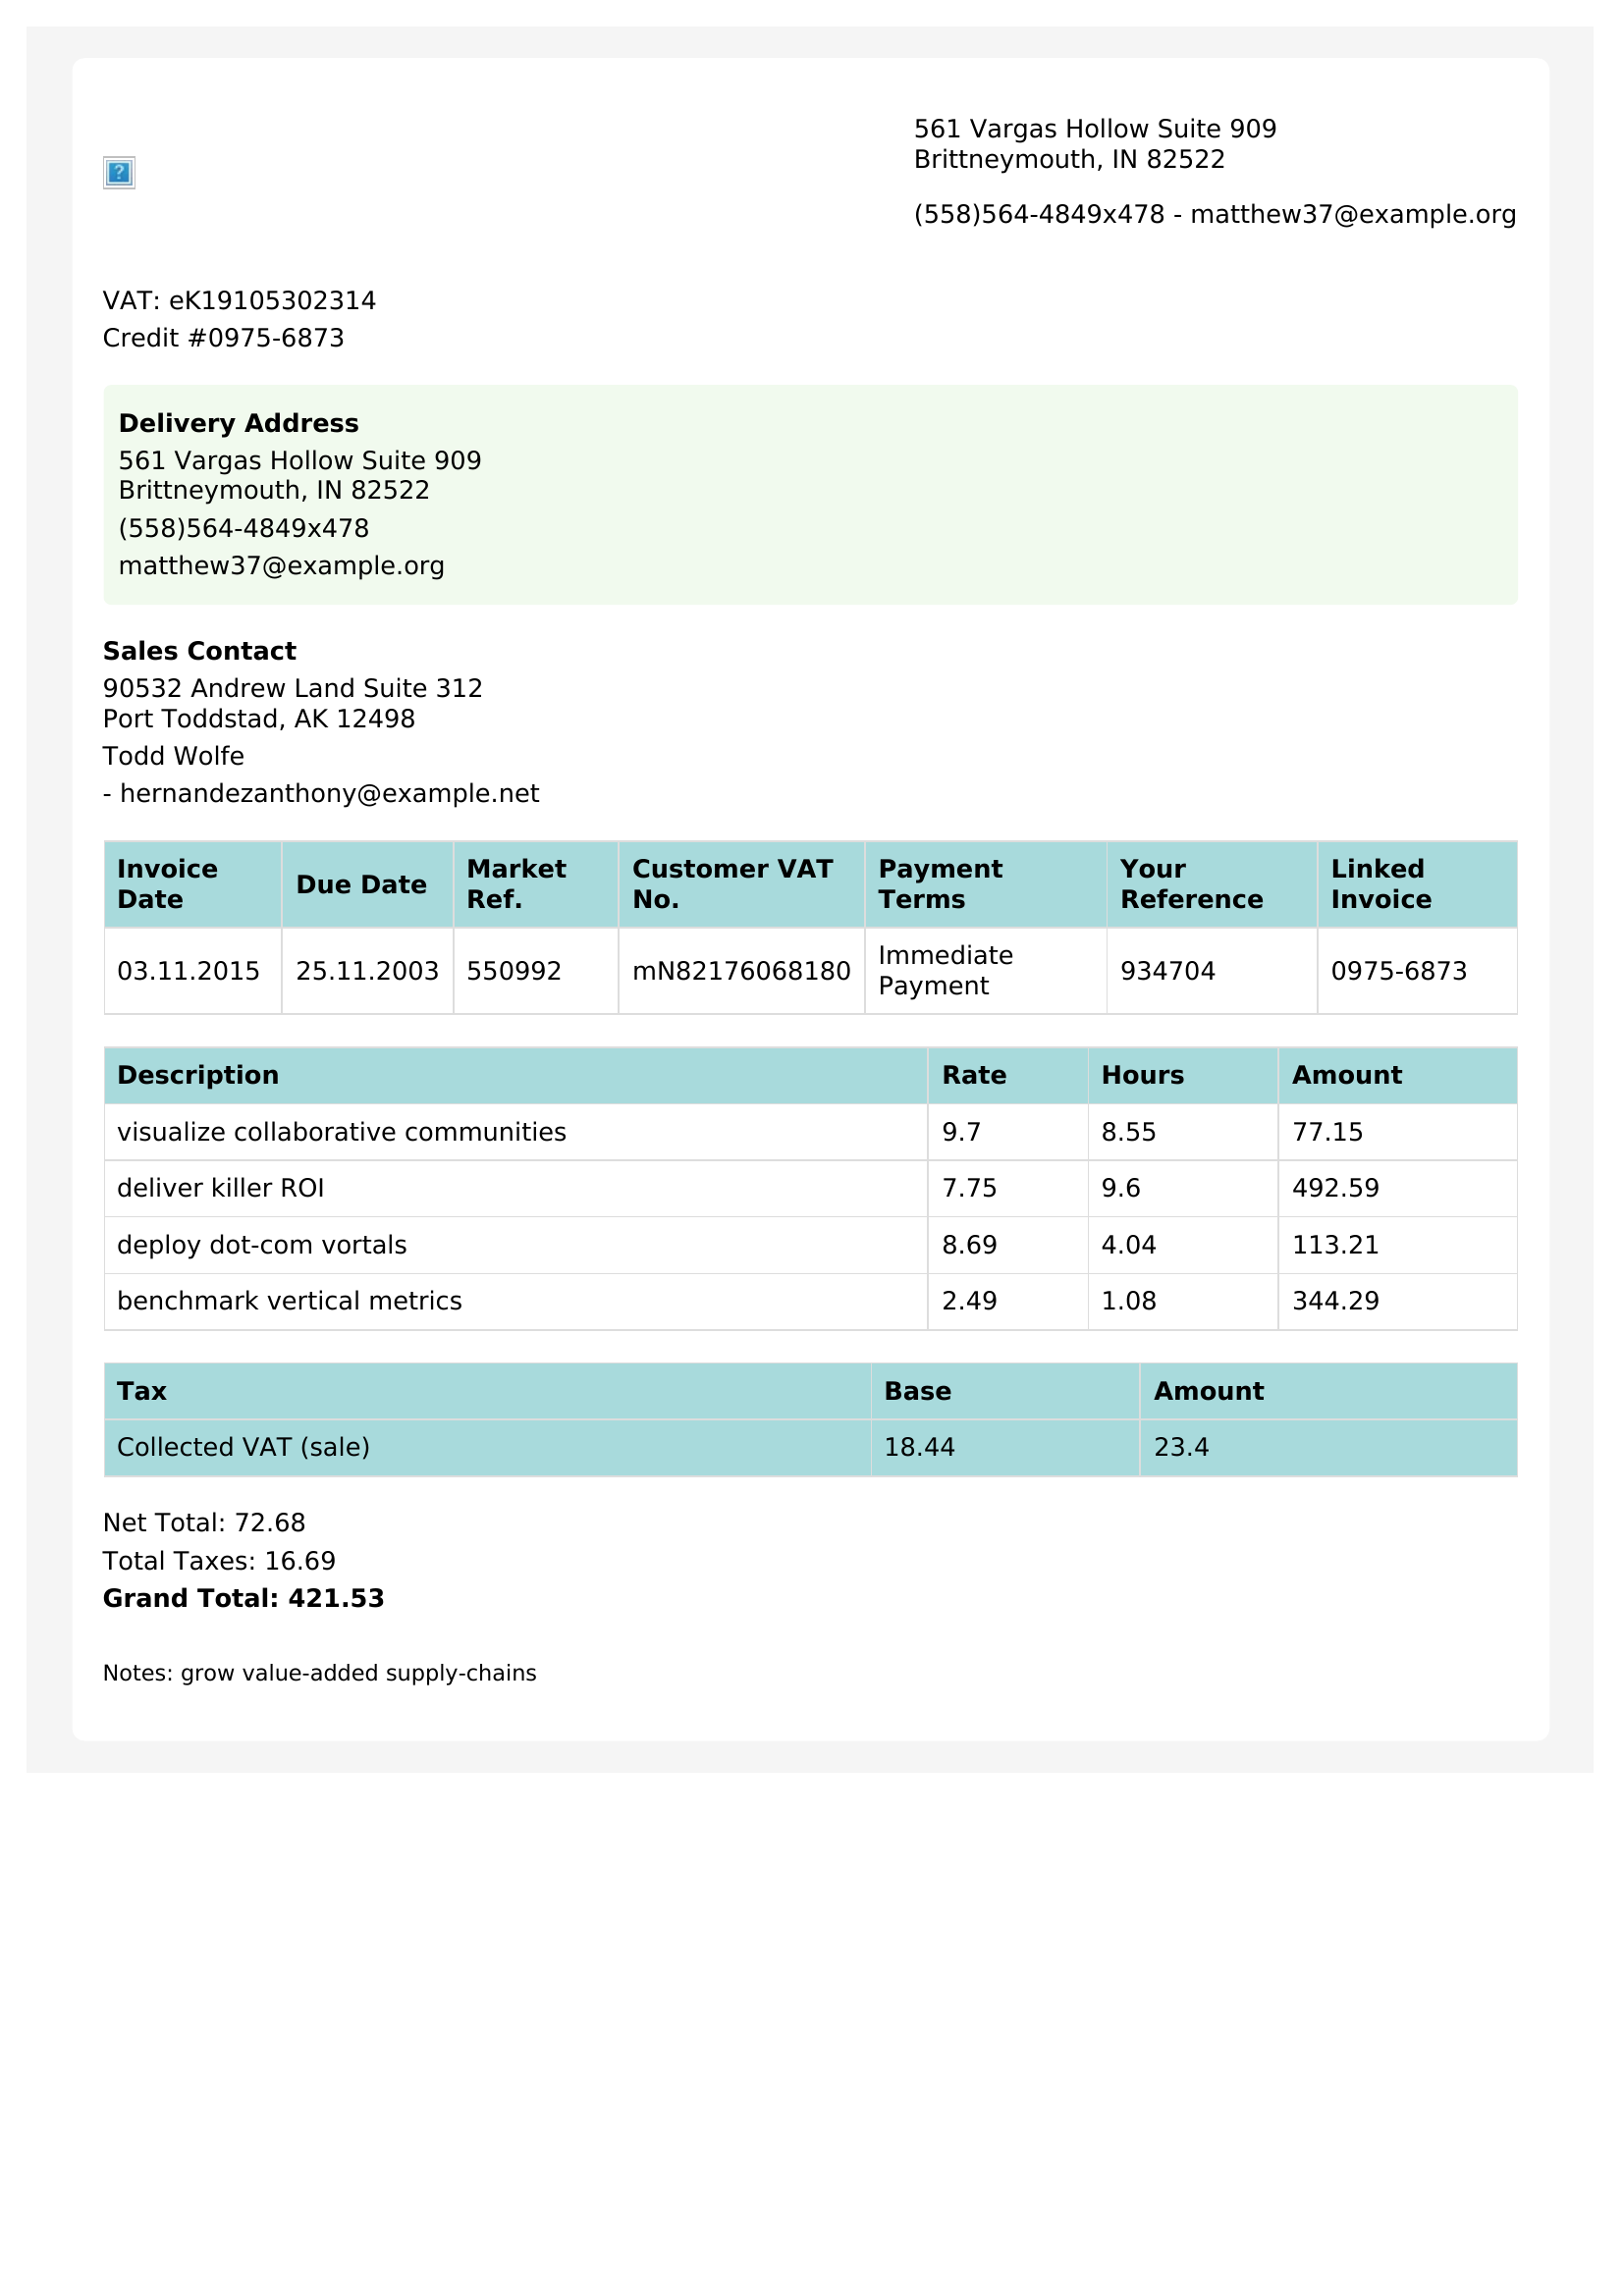 561 Vargas Hollow Suite 909
Brittneymouth, IN 82522
(558)564-4849x478 - matthew37@example.org
VAT: eK19105302314
Credit #0975-6873
Delivery Address
561 Vargas Hollow Suite 909
Brittneymouth, IN 82522
(558)564-4849x478
matthew37@example.org
Sales Contact
90532 Andrew Land Suite 312
Port Toddstad, AK 12498
Todd Wolfe
- hernandezanthony@example.net
Invoice Date Due Date Market Ref. Customer VAT No. Payment Terms Your Reference Linked Invoice
03.11.2015 25.11.2003 550992 mN82176068180 Immediate Payment 934704 0975-6873
Description Rate Hours Amount
visualize collaborative communities 9.7 8.55 77.15
deliver killer ROI 7.75 9.6 492.59
deploy dot-com vortals 8.69 4.04 113.21
benchmark vertical metrics 2.49 1.08 344.29
Tax Base Amount
Collected VAT (sale) 18.44 23.4
Net Total: 72.68
Total Taxes: 16.69
Grand Total: 421.53
Notes: grow value-added supply-chains